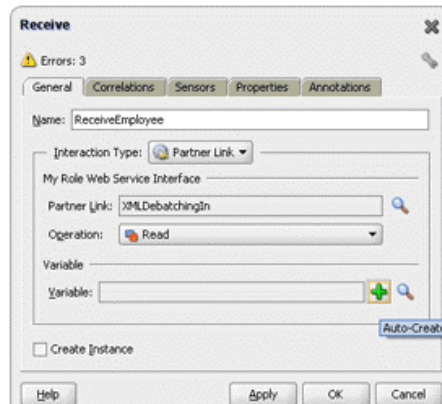 Receive
Errors: 3
General Correlations Sensors Properties Annotations
Name: ReceiveEmployee
Interaction Type: Partner Link
My Role Web Service Interface
Partner Link: XMLDebatchingIn
Operation: Read
Variable
Variable:
Auto-Create
Create Instance
Help Apply OK Cancel